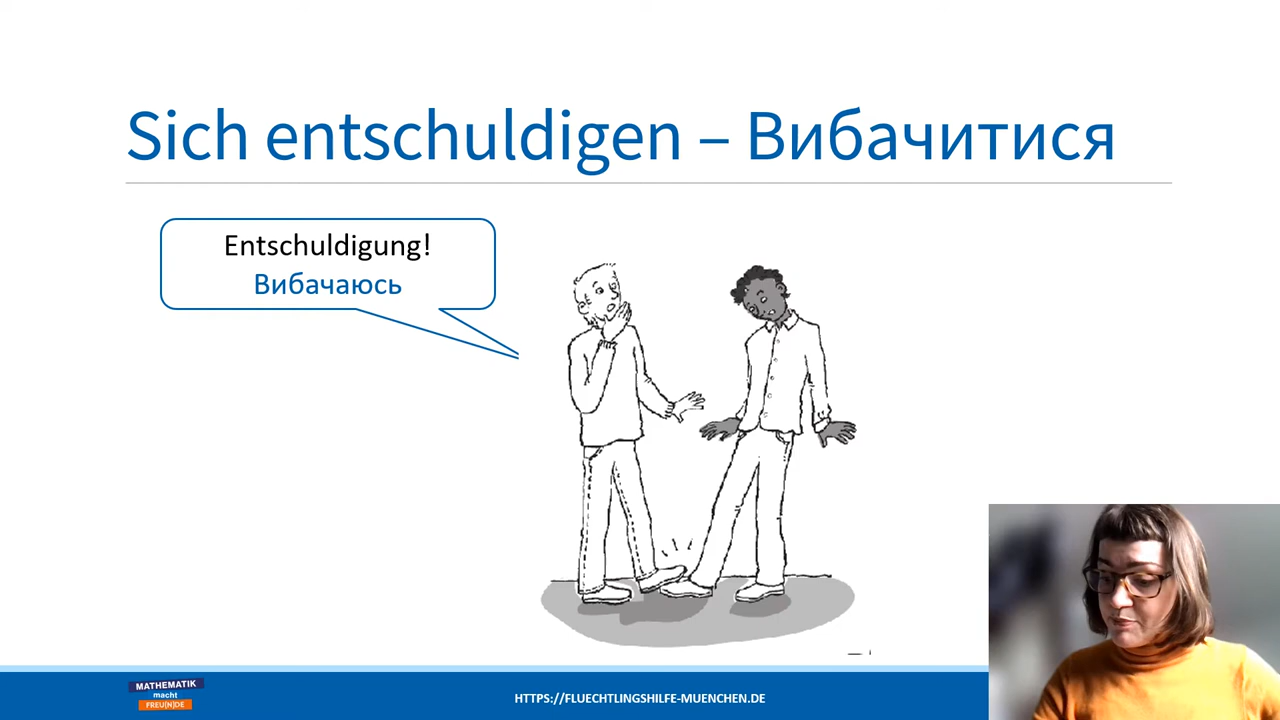 Sich entschuldigen – Вибачитися
Entschuldigung!
Вибачаюсь
MATHEMATIK
macht
FREU(N)DE
HTTPS://FLUECHTLINGSHILFE-MUENCHEN.DE